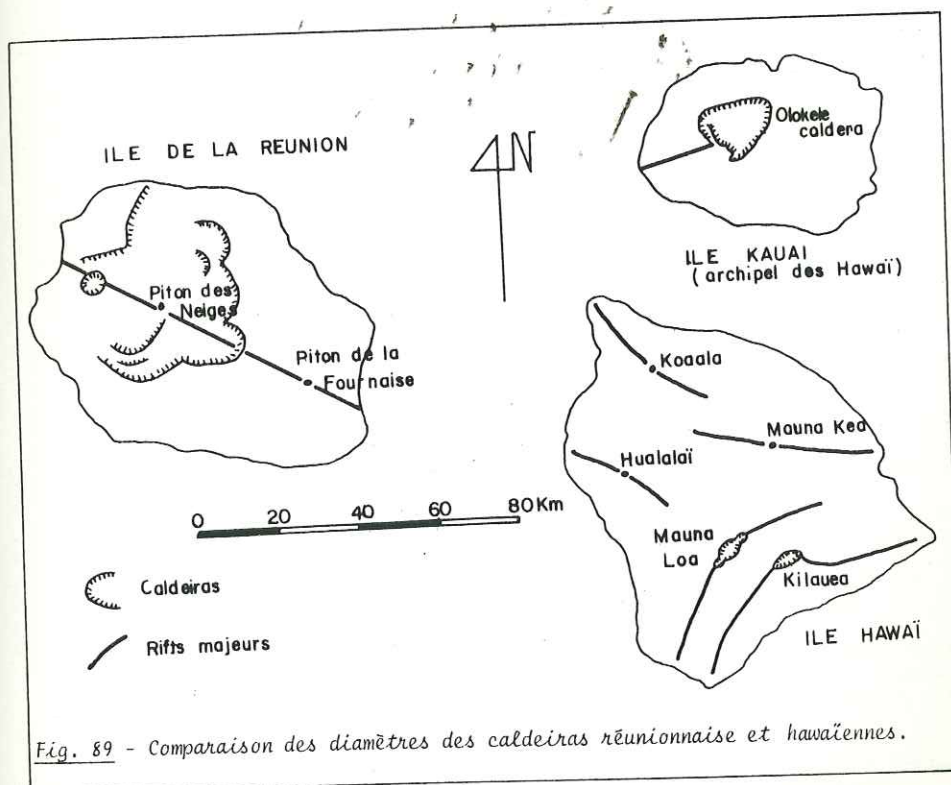 ILE DE LA REUNION
Piton des
Neiges
Piton de la
Fournaise
N
Olokele
caldera
ILE KAUAI
(archipel des Hawaï)
Koaala
Mauna Kea
Hualalaï
Mauna
Loa
Kilauea
ILE HAWAÏ
0 20 40 60 80 Km
Caldeiras
Rifts majeurs
Fig. 89 - Comparaison des diamètres des caldeiras réunionnaise et hawaïennes.